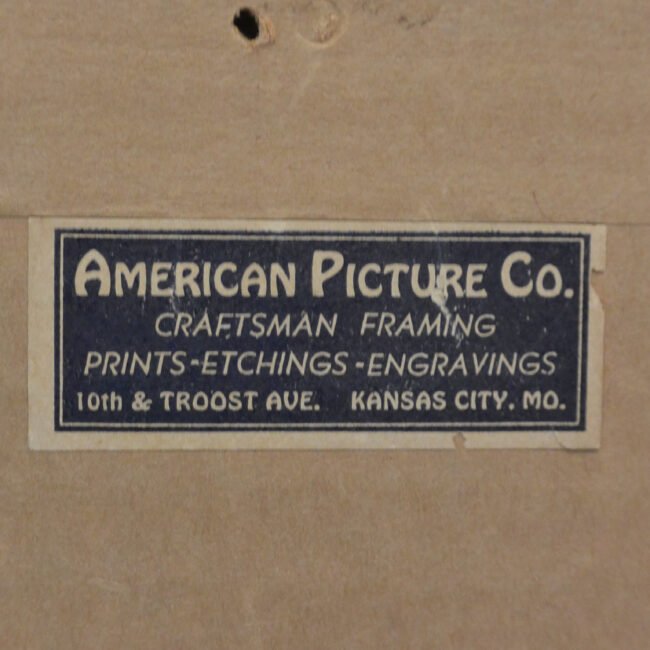 AMERICAN PICTURE CO.
CRAFTSMAN FRAMING
PRINTS-ETCHINGS-ENGRAVINGS
10th & TROOST AVE. KANSAS CITY. MO.